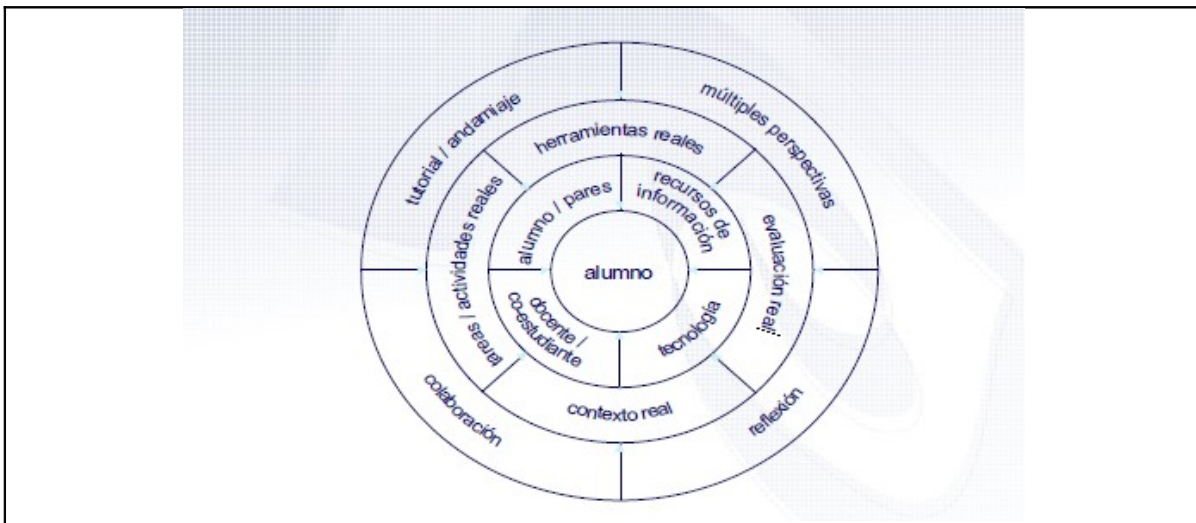 tutorial / andamiaje
múltiples perspectivas
herramientas reales
alumno / pares
recursos de
información
tareas / actividades reales
evaluación real
alumno
docente /
co-estudiante
tecnología
contexto real
colaboración
reflexión